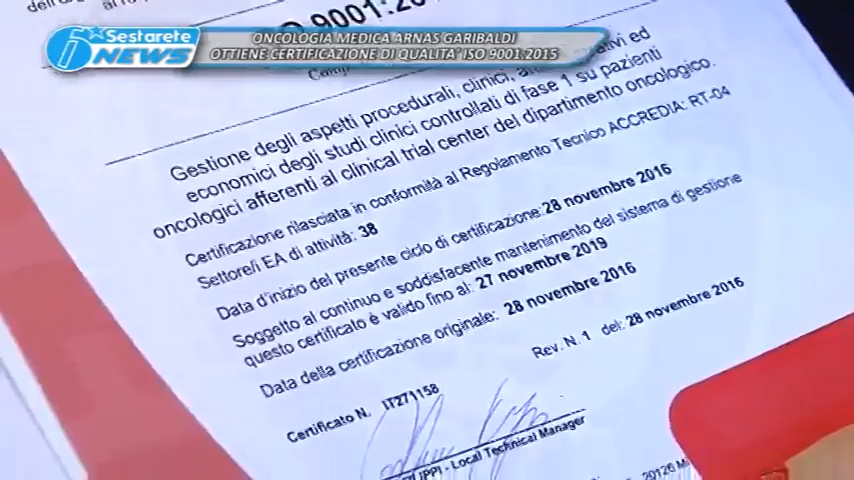 Sestarete
NEWS
ONCOLOGIA MEDICA ARNAS GARIBALDI
OTTIENE CERTIFICAZIONE DI QUALITA' ISO 9001:2015
9001:20
Gestione degli aspetti procedurali, clinici, ed
economici degli studi clinici controllati di fase 1 su pazienti
oncologici afferenti al clinical trial center del dipartimento oncologico.
Certificazione rilasciata in conformità al Regolamento Tecnico ACCREDIA: RT-04
Settore/i EA di attività: 38
Data d'inizio del presente ciclo di certificazione: 28 novembre 2016
Soggetto al continuo e soddisfacente mantenimento del sistema di gestione
questo certificato è valido fino al: 27 novembre 2019
Data della certificazione originale: 28 novembre 2016
Rev. N. 1 del: 28 novembre 2016
Certificato N. IT271158
IPPI - Local Technical Manager
20126